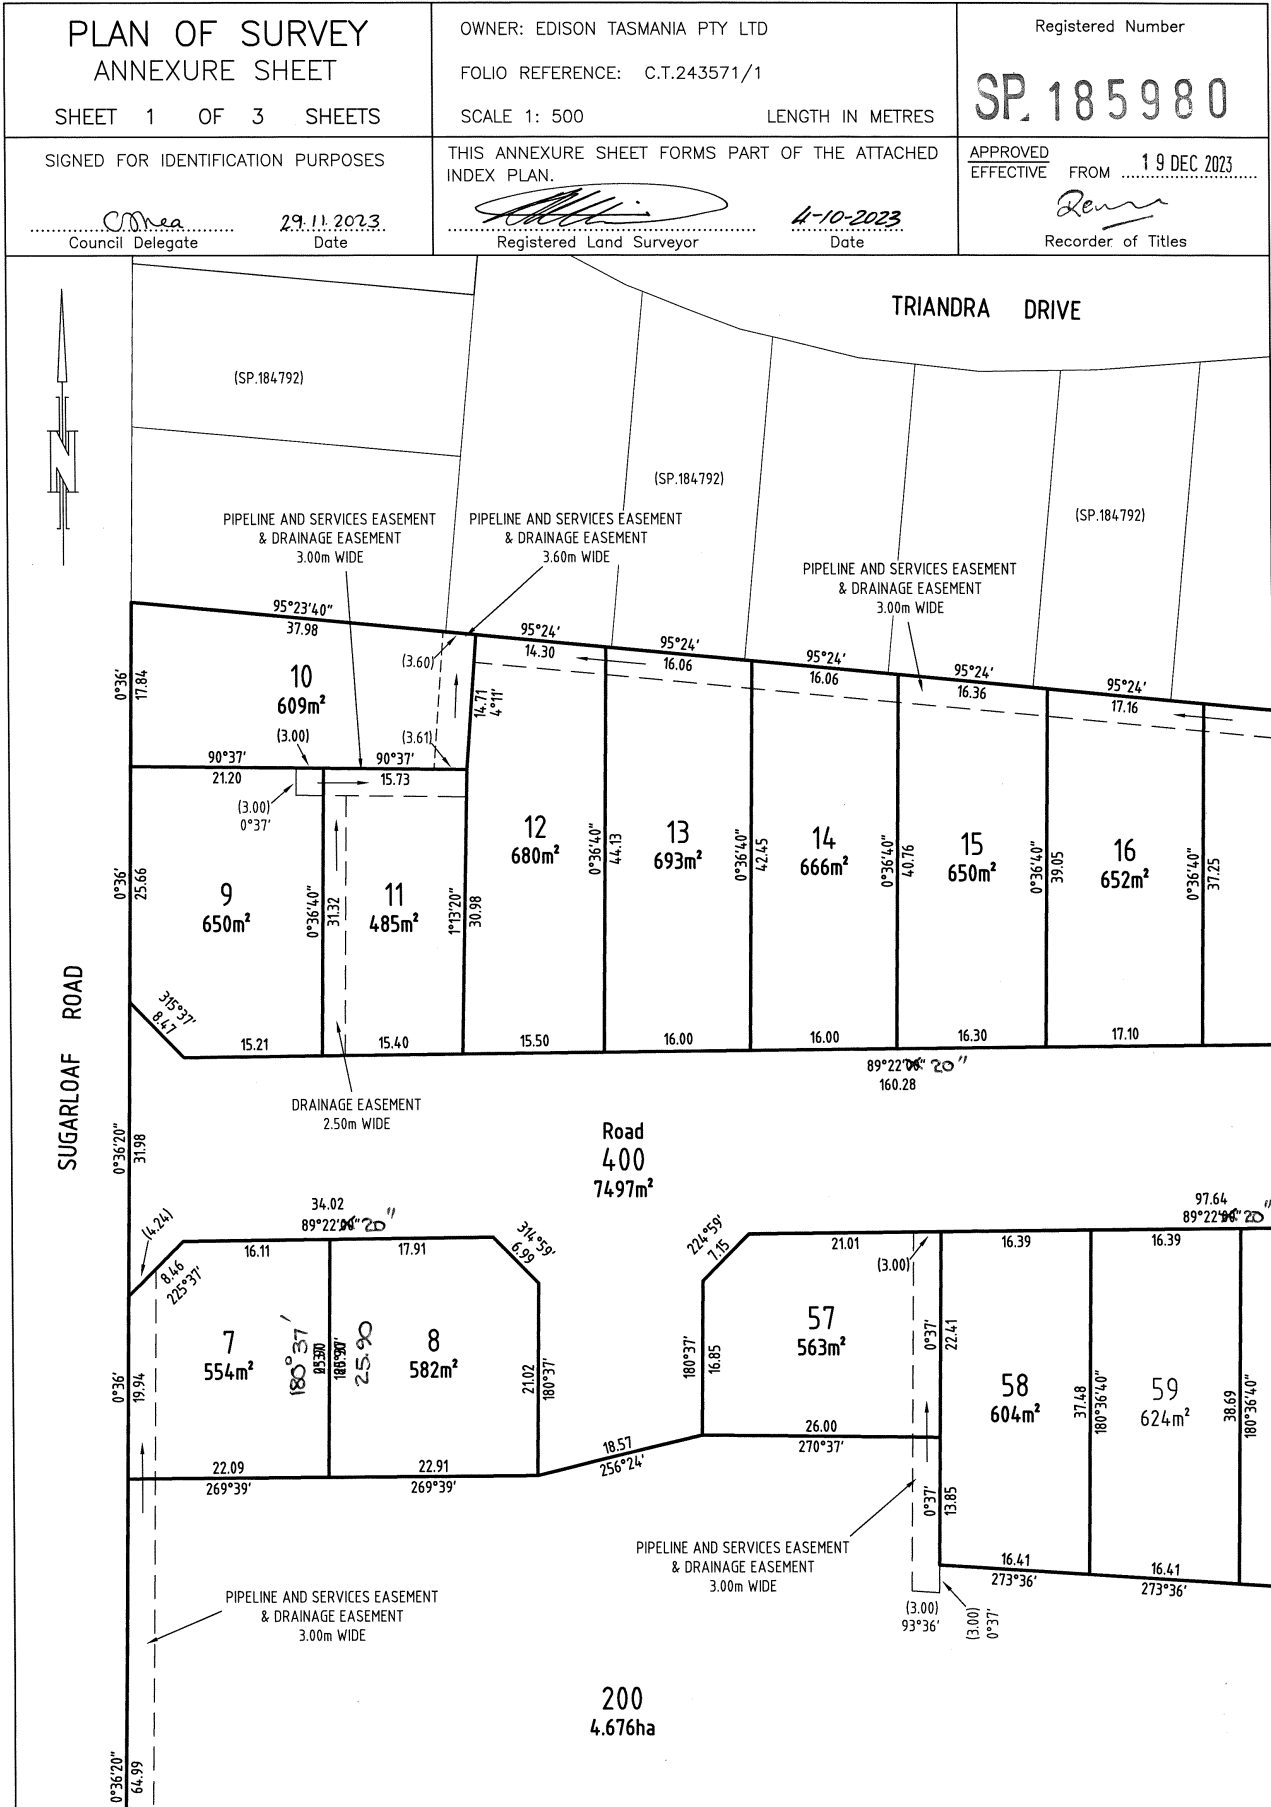 PLAN OF SURVEY
ANNEXURE SHEET
SHEET 1 OF 3 SHEETS
OWNER: EDISON TASMANIA PTY LTD
FOLIO REFERENCE: C.T.243571/1
SCALE 1: 500 LENGTH IN METRES
Registered Number
SP. 185980
SIGNED FOR IDENTIFICATION PURPOSES
29.11.2023
Council Delegate Date
THIS ANNEXURE SHEET FORMS PART OF THE ATTACHED
INDEX PLAN.
4-10-2023
Registered Land Surveyor Date
APPROVED
EFFECTIVE FROM 19 DEC 2023
Recorder of Titles
TRIANDRA DRIVE
(SP.184792)
(SP.184792)
(SP.184792)
PIPELINE AND SERVICES EASEMENT
& DRAINAGE EASEMENT
3.00m WIDE
PIPELINE AND SERVICES EASEMENT
& DRAINAGE EASEMENT
3.60m WIDE
PIPELINE AND SERVICES EASEMENT
& DRAINAGE EASEMENT
3.00m WIDE
95°23'40"
37.98
95°24'
14.30
95°24'
16.06
95°24'
16.06
95°24'
16.36
95°24'
17.16
0°36'
17.84
10
609m²
(3.60)
14.71
4°11'
(3.00)
(3.61)
90°37'
21.20
90°37'
15.73
(3.00)
0°37'
0°36'
25.66
9
650m²
0°36'40"
31.32
11
485m²
1°13'20"
30.98
12
680m²
0°36'40"
44.13
13
693m²
0°36'40"
42.45
14
666m²
0°36'40"
40.76
15
650m²
0°36'40"
39.05
16
652m²
0°36'40"
37.25
315°37'
8.47
15.21
15.40
15.50
16.00
16.00
16.30
17.10
89°22'00" 20"
160.28
SUGARLOAF ROAD
DRAINAGE EASEMENT
2.50m WIDE
0°36'20"
31.98
Road
400
7497m²
34.02
89°22'00" 20"
97.64
89°22'00" 20"
(4.24)
8.46
225°37'
16.11
17.91
314°59'
6.99
224°59'
7.15
21.01
(3.00)
16.39
16.39
7
554m²
180°37'
25.90
8
582m²
21.02
180°37'
180°37'
16.85
57
563m²
0°37'
22.41
58
604m²
37.48
180°36'40"
59
624m²
38.69
180°36'40"
0°36'
19.94
22.09
269°39'
22.91
269°39'
18.57
256°24'
26.00
270°37'
0°37'
13.85
16.41
273°36'
16.41
273°36'
PIPELINE AND SERVICES EASEMENT
& DRAINAGE EASEMENT
3.00m WIDE
(3.00)
93°36'
(3.00)
0°37'
PIPELINE AND SERVICES EASEMENT
& DRAINAGE EASEMENT
3.00m WIDE
200
4.676ha
0°36'20"
64.99